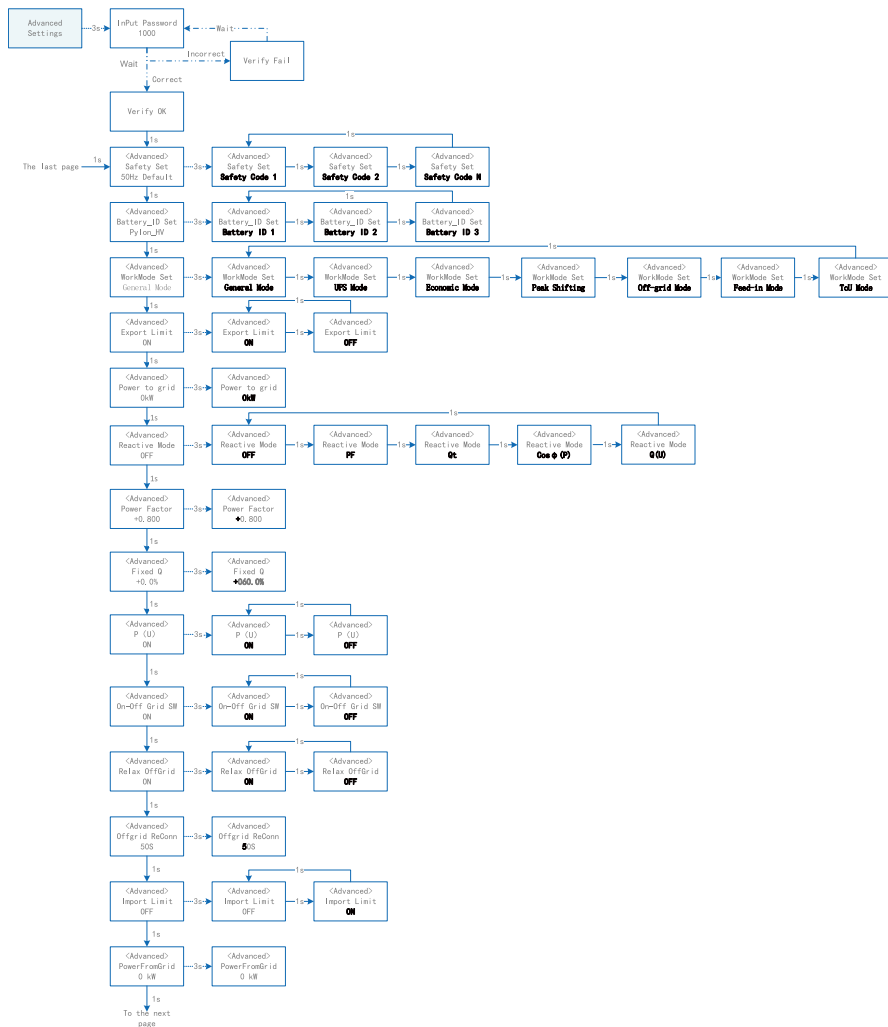 Advanced
Settings
3s
InPut Password
1000
Wait
Incorrect
Verify Fail
Wait
Correct
Verify OK
1s
The last page
1s
<Advanced>
Safety Set
50Hz Default
3s
<Advanced>
Safety Set
Safety Code 1
1s
<Advanced>
Safety Set
Safety Code 2
1s
<Advanced>
Safety Set
Safety Code N
1s
1s
<Advanced>
Battery_ID Set
Pylon_HV
3s
<Advanced>
Battery_ID Set
Battery ID 1
1s
<Advanced>
Battery_ID Set
Battery ID 2
1s
<Advanced>
Battery_ID Set
Battery ID 3
1s
1s
<Advanced>
WorkMode Set
General Mode
3s
<Advanced>
WorkMode Set
General Mode
1s
<Advanced>
WorkMode Set
UPS Mode
1s
<Advanced>
WorkMode Set
Economic Mode
1s
<Advanced>
WorkMode Set
Peak Shifting
1s
<Advanced>
WorkMode Set
Off-grid Mode
1s
<Advanced>
WorkMode Set
Feed-in Mode
1s
<Advanced>
WorkMode Set
ToU Mode
1s
1s
<Advanced>
Export Limit
ON
3s
<Advanced>
Export Limit
ON
1s
<Advanced>
Export Limit
OFF
1s
1s
<Advanced>
Power to grid
0kW
3s
<Advanced>
Power to grid
0kW
1s
<Advanced>
Reactive Mode
OFF
3s
<Advanced>
Reactive Mode
OFF
1s
<Advanced>
Reactive Mode
PF
1s
<Advanced>
Reactive Mode
Qt
1s
<Advanced>
Reactive Mode
Cosφ(P)
1s
<Advanced>
Reactive Mode
Q(U)
1s
1s
<Advanced>
Power Factor
+0.800
3s
<Advanced>
Power Factor
+0.800
1s
<Advanced>
Fixed Q
+0.0%
3s
<Advanced>
Fixed Q
+060.0%
1s
<Advanced>
P (U)
ON
3s
<Advanced>
P (U)
ON
1s
<Advanced>
P (U)
OFF
1s
1s
<Advanced>
On-Off Grid SW
ON
3s
<Advanced>
On-Off Grid SW
ON
1s
<Advanced>
On-Off Grid SW
OFF
1s
1s
<Advanced>
Relax OffGrid
ON
3s
<Advanced>
Relax OffGrid
ON
1s
<Advanced>
Relax OffGrid
OFF
1s
1s
<Advanced>
Offgrid ReConn
50S
3s
<Advanced>
Offgrid ReConn
50S
1s
<Advanced>
Import Limit
OFF
3s
<Advanced>
Import Limit
OFF
1s
<Advanced>
Import Limit
ON
1s
1s
<Advanced>
PowerFromGrid
0 kW
3s
<Advanced>
PowerFromGrid
0 kW
1s
To the next
page